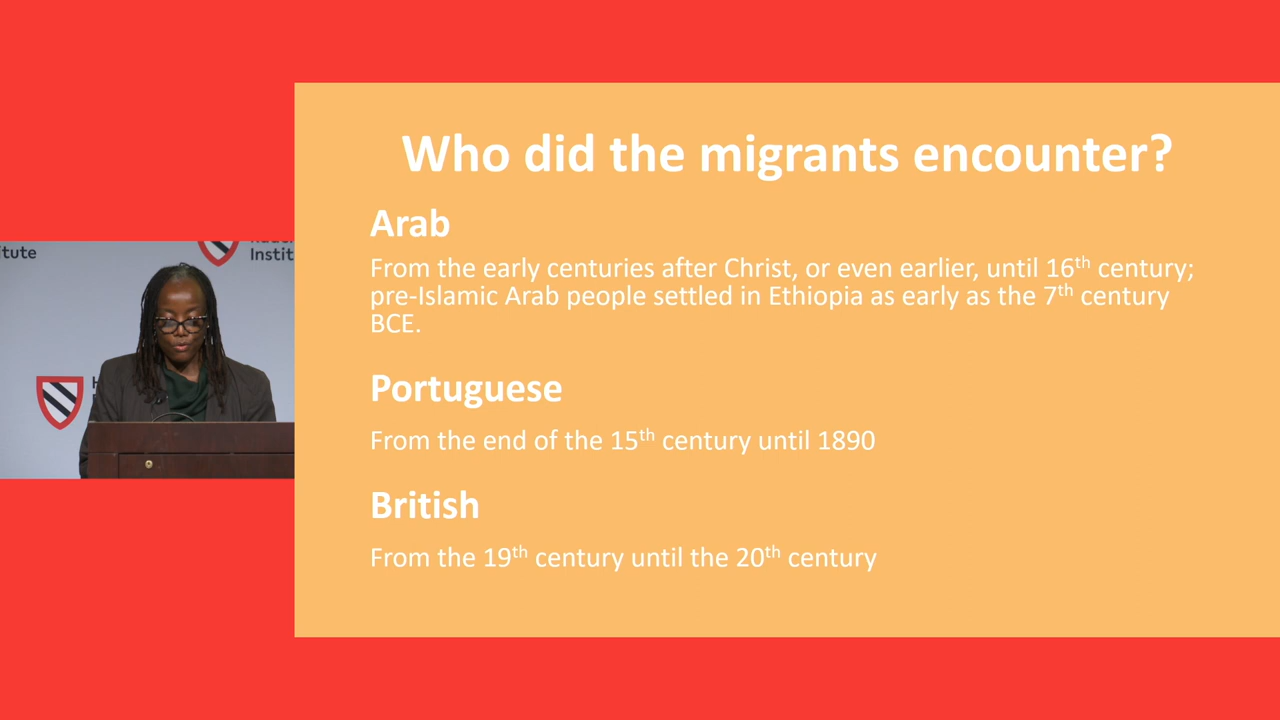 Who did the migrants encounter?
Arab
From the early centuries after Christ, or even earlier, until 16th century;
pre-Islamic Arab people settled in Ethiopia as early as the 7th century
BCE.
Portuguese
From the end of the 15th century until 1890
British
From the 19th century until the 20th century
itute
Instit